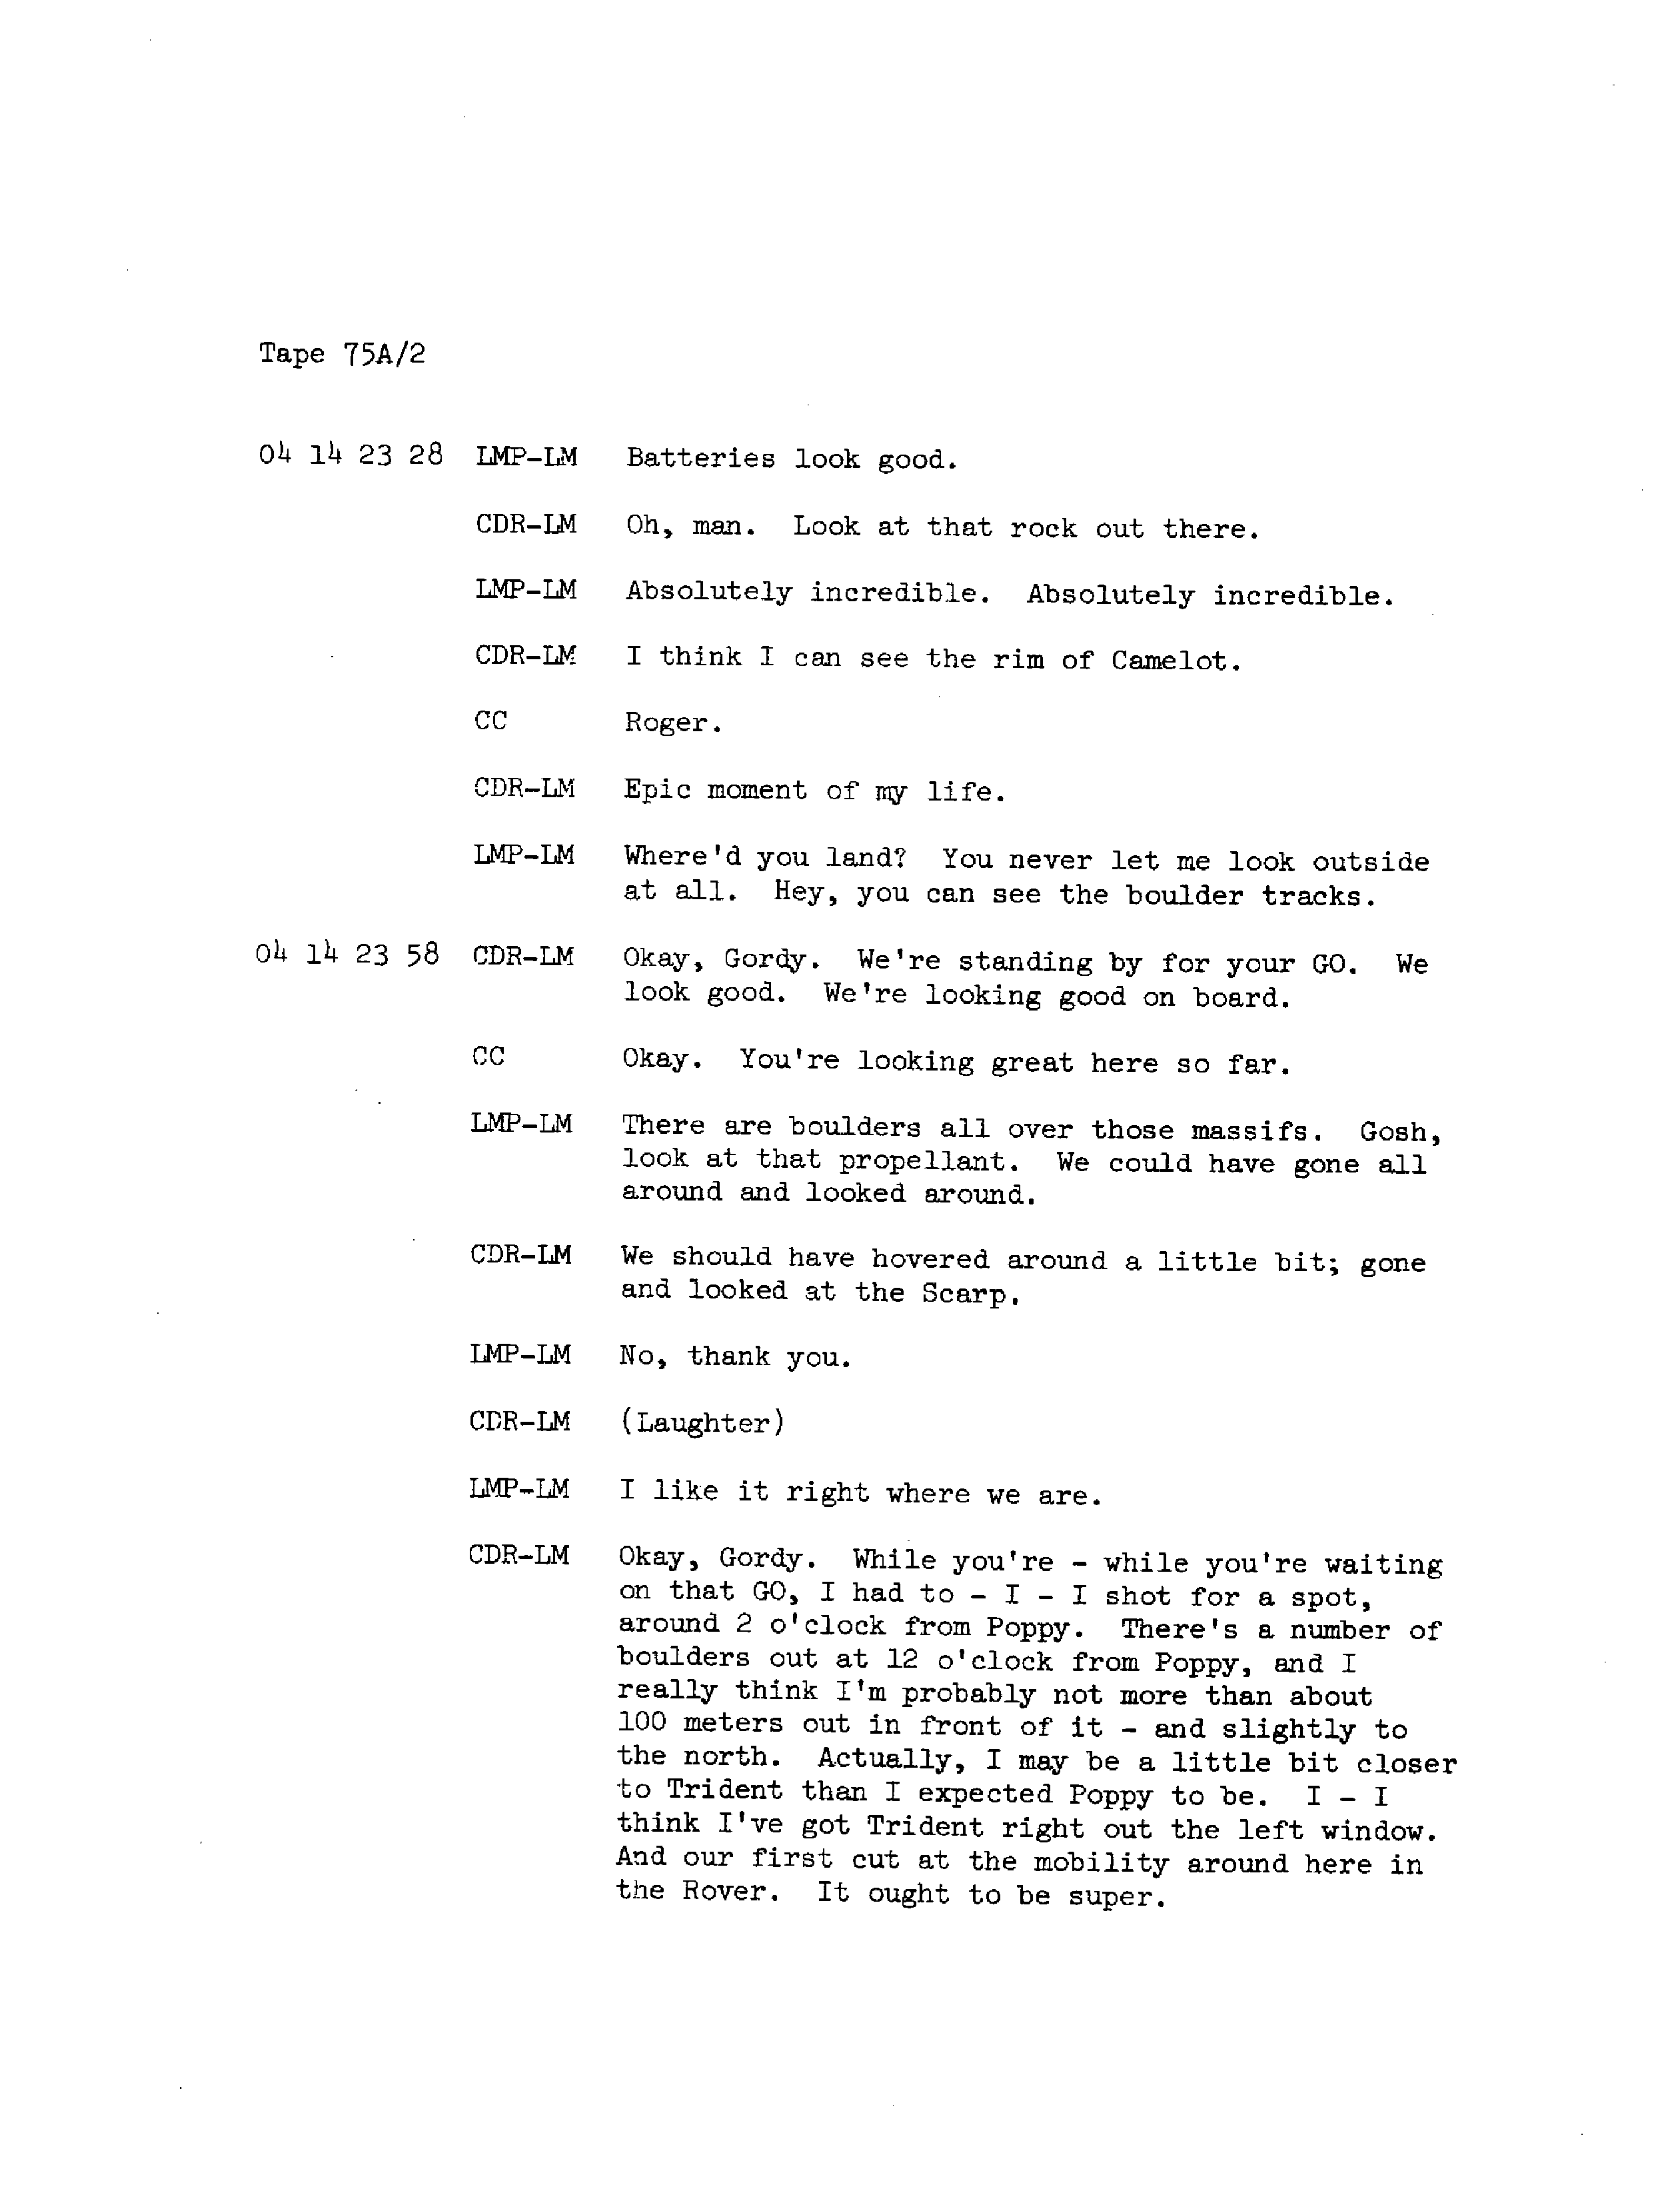 Tape 75A/2
04 14 23 28 LMP-LM Batteries look good.
CDR-LM Oh, man. Look at that rock out there.
LMP-LM Absolutely incredible. Absolutely incredible.
CDR-LM I think I can see the rim of Camelot.
CC Roger.
CDR-LM Epic moment of my life.
LMP-LM Where'd you land? You never let me look outside
at all. Hey, you can see the boulder tracks.
04 14 23 58 CDR-LM Okay, Gordy. We're standing by for your GO. We
look good. We're looking good on board.
CC Okay. You're looking great here so far.
LMP-LM There are boulders all over those massifs. Gosh,
look at that propellant. We could have gone all
around and looked around.
CDR-LM We should have hovered around a little bit; gone
and looked at the Scarp.
LMP-LM No, thank you.
CDR-LM (Laughter)
LMP-LM I like it right where we are.
CDR-LM Okay, Gordy. While you're - while you're waiting
on that GO, I had to - I - I shot for a spot,
around 2 o'clock from Poppy. There's a number of
boulders out at 12 o'clock from Poppy, and I
really think I'm probably not more than about
100 meters out in front of it - and slightly to
the north. Actually, I may be a little bit closer
to Trident than I expected Poppy to be. I - I
think I've got Trident right out the left window.
And our first cut at the mobility around here in
the Rover. It ought to be super.